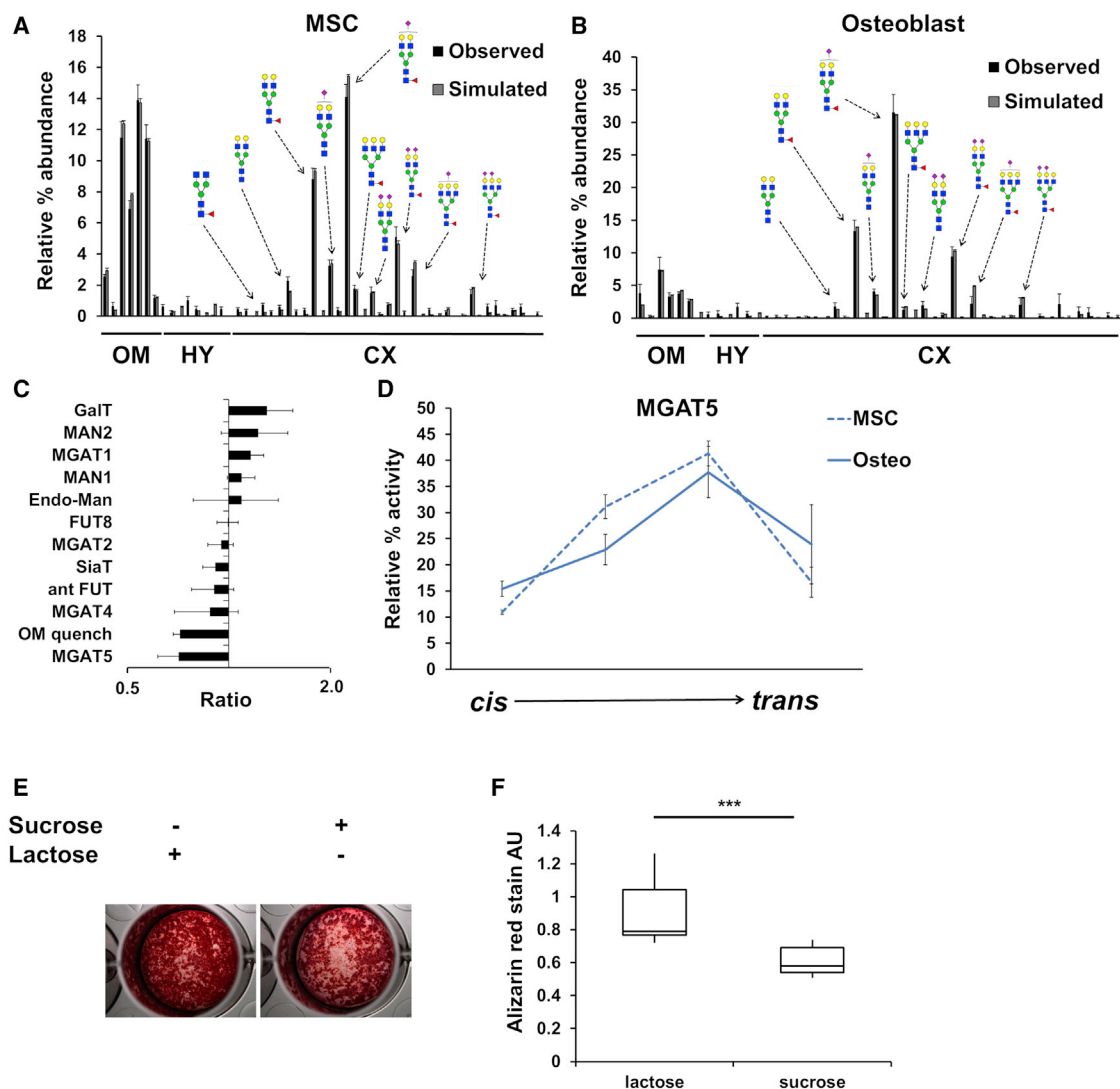 A
MSC
Relative % abundance
18
16
14
12
10
8
6
4
2
0
Observed
Simulated
OM
HY
CX
B
Osteoblast
Relative % abundance
40
35
30
25
20
15
10
5
0
Observed
Simulated
OM
HY
CX
C
GalT
MAN2
MGAT1
MAN1
Endo-Man
FUT8
MGAT2
SiaT
ant FUT
MGAT4
OM quench
MGAT5
0.5
2.0
Ratio
D
MGAT5
Relative % activity
50
45
40
35
30
25
20
15
10
5
0
MSC
Osteo
cis
trans
E
Sucrose - +
Lactose + -
F
***
Alizarin red stain AU
1.4
1.2
1
0.8
0.6
0.4
0.2
0
lactose
sucrose